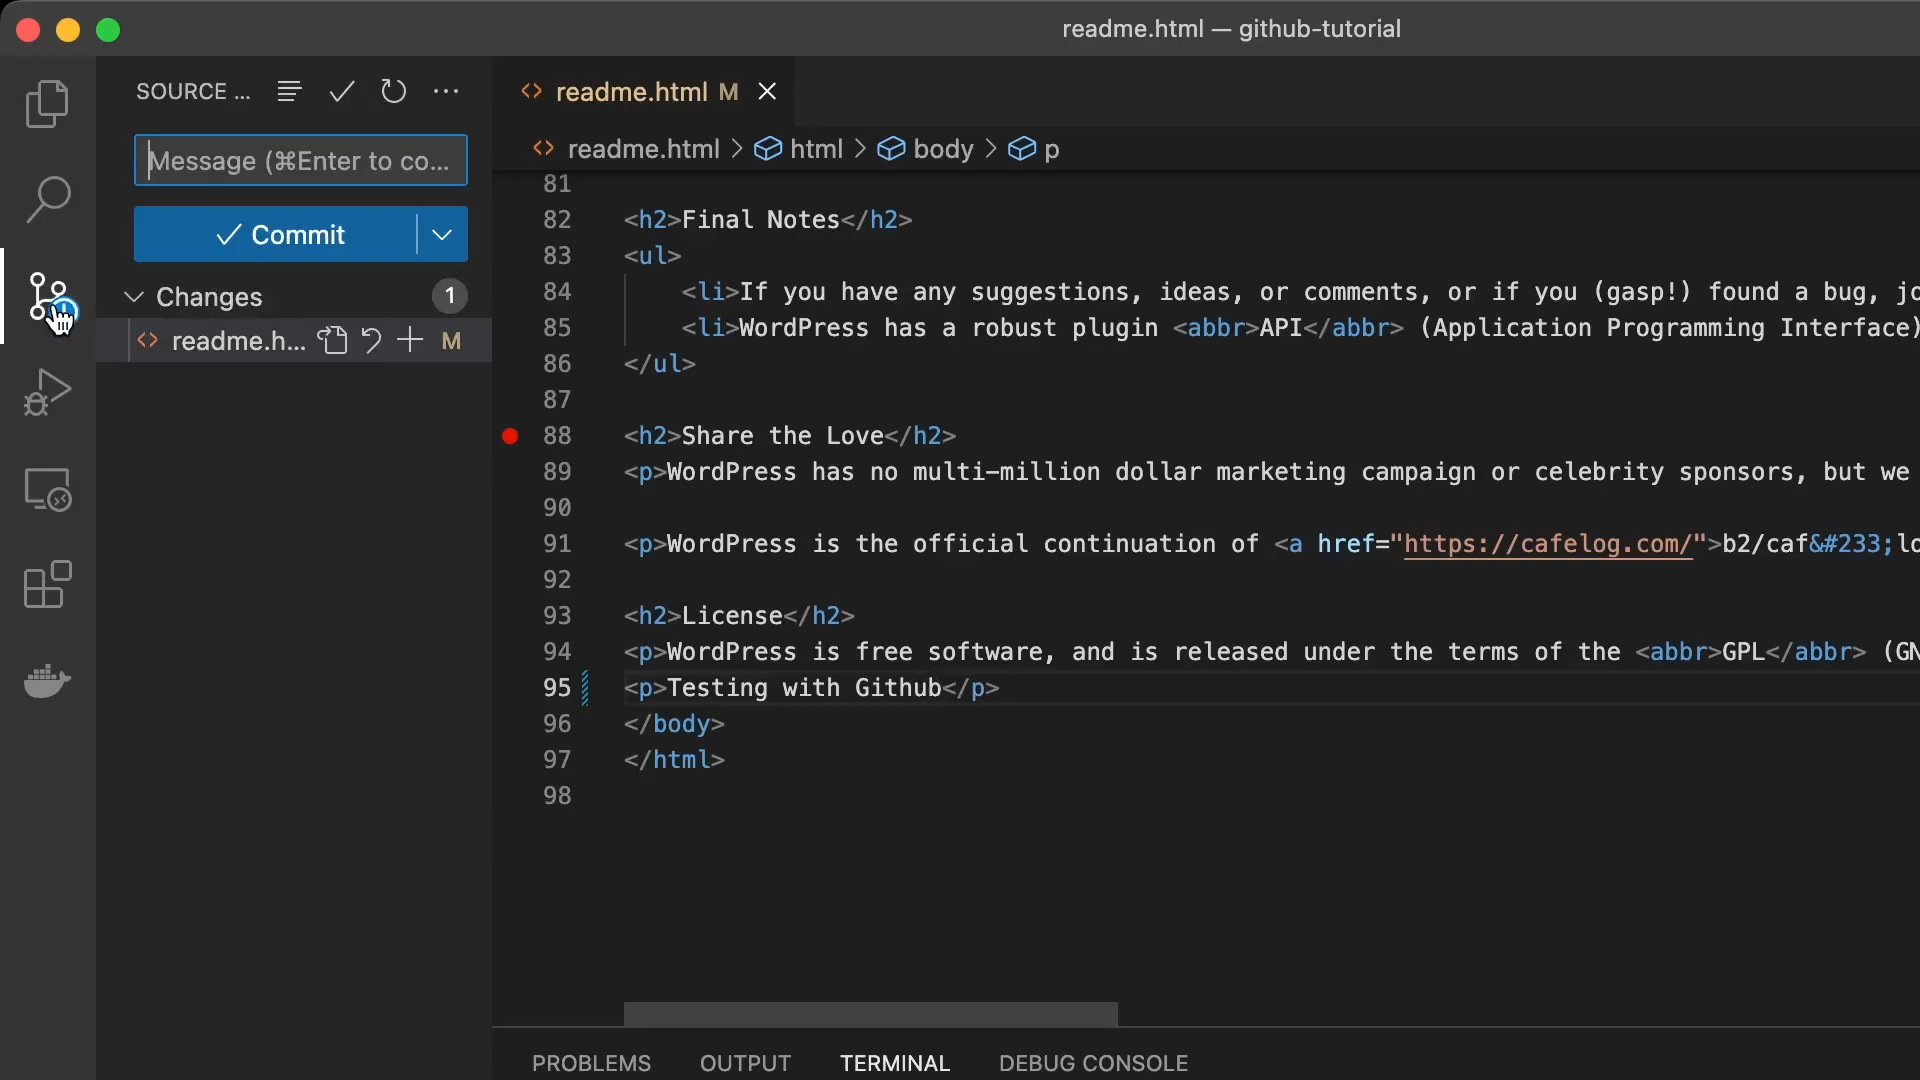 readme.html — github-tutorial
SOURCE ...
Message (⌘Enter to co...
Commit
Changes 1
readme.h... M
readme.html M
readme.html > html > body > p
81
82 <h2>Final Notes</h2>
83 <ul>
84 <li>If you have any suggestions, ideas, or comments, or if you (gasp!) found a bug, jo
85 <li>WordPress has a robust plugin <abbr>API</abbr> (Application Programming Interface)
86 </ul>
87
88 <h2>Share the Love</h2>
89 <p>WordPress has no multi-million dollar marketing campaign or celebrity sponsors, but we
90
91 <p>WordPress is the official continuation of <a href="https://cafelog.com/">b2/caf&#233;lo
92
93 <h2>License</h2>
94 <p>WordPress is free software, and is released under the terms of the <abbr>GPL</abbr> (GN
95 <p>Testing with Github</p>
96 </body>
97 </html>
98
PROBLEMS OUTPUT TERMINAL DEBUG CONSOLE